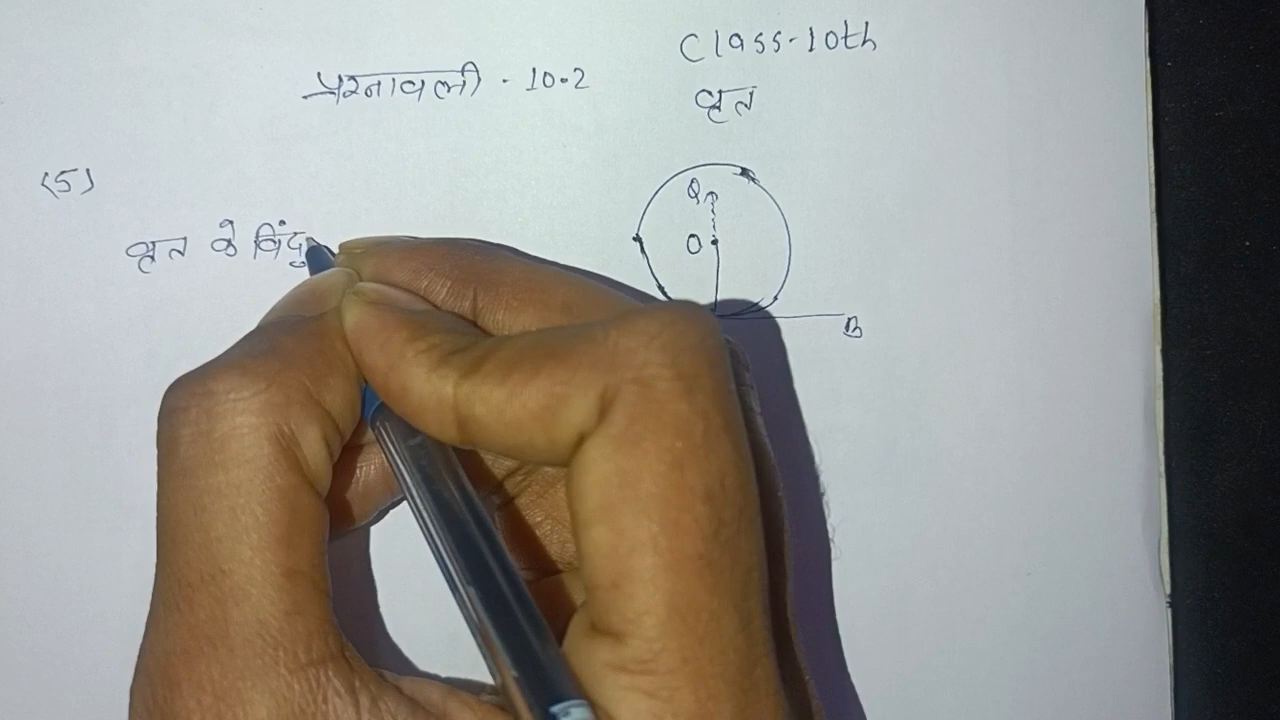 Class-10th
प्रश्नावली - 10.2
वृत
(5)
वृत के बिंदु
Q
O
B